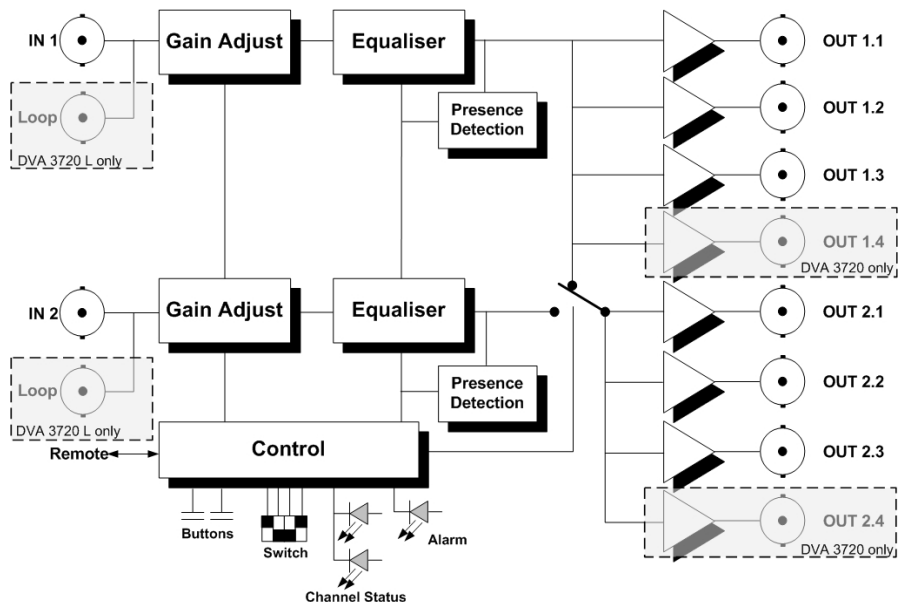 IN 1
Gain Adjust
Equaliser
OUT 1.1
Loop
DVA 3720 L only
Presence
Detection
OUT 1.2
OUT 1.3
OUT 1.4
DVA 3720 only
IN 2
Gain Adjust
Equaliser
OUT 2.1
Loop
DVA 3720 L only
Presence
Detection
OUT 2.2
Remote
Control
OUT 2.3
OUT 2.4
DVA 3720 only
Buttons
Switch
Alarm
Channel Status